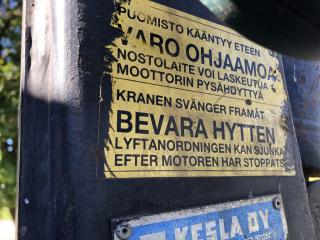 PUOMISTO KÄÄNTYY ETEEN
VARO OHJAAMOA
NOSTOLAITE VOI LASKEUTUA
MOOTTORIN PYSÄHDYTTYÄ
KRANEN SVÄNGER FRAMÅT
BEVARA HYTTEN
LYFTANORDNINGEN KAN SJUNKA
EFTER MOTOREN HAR STOPPATS
KESLA OY